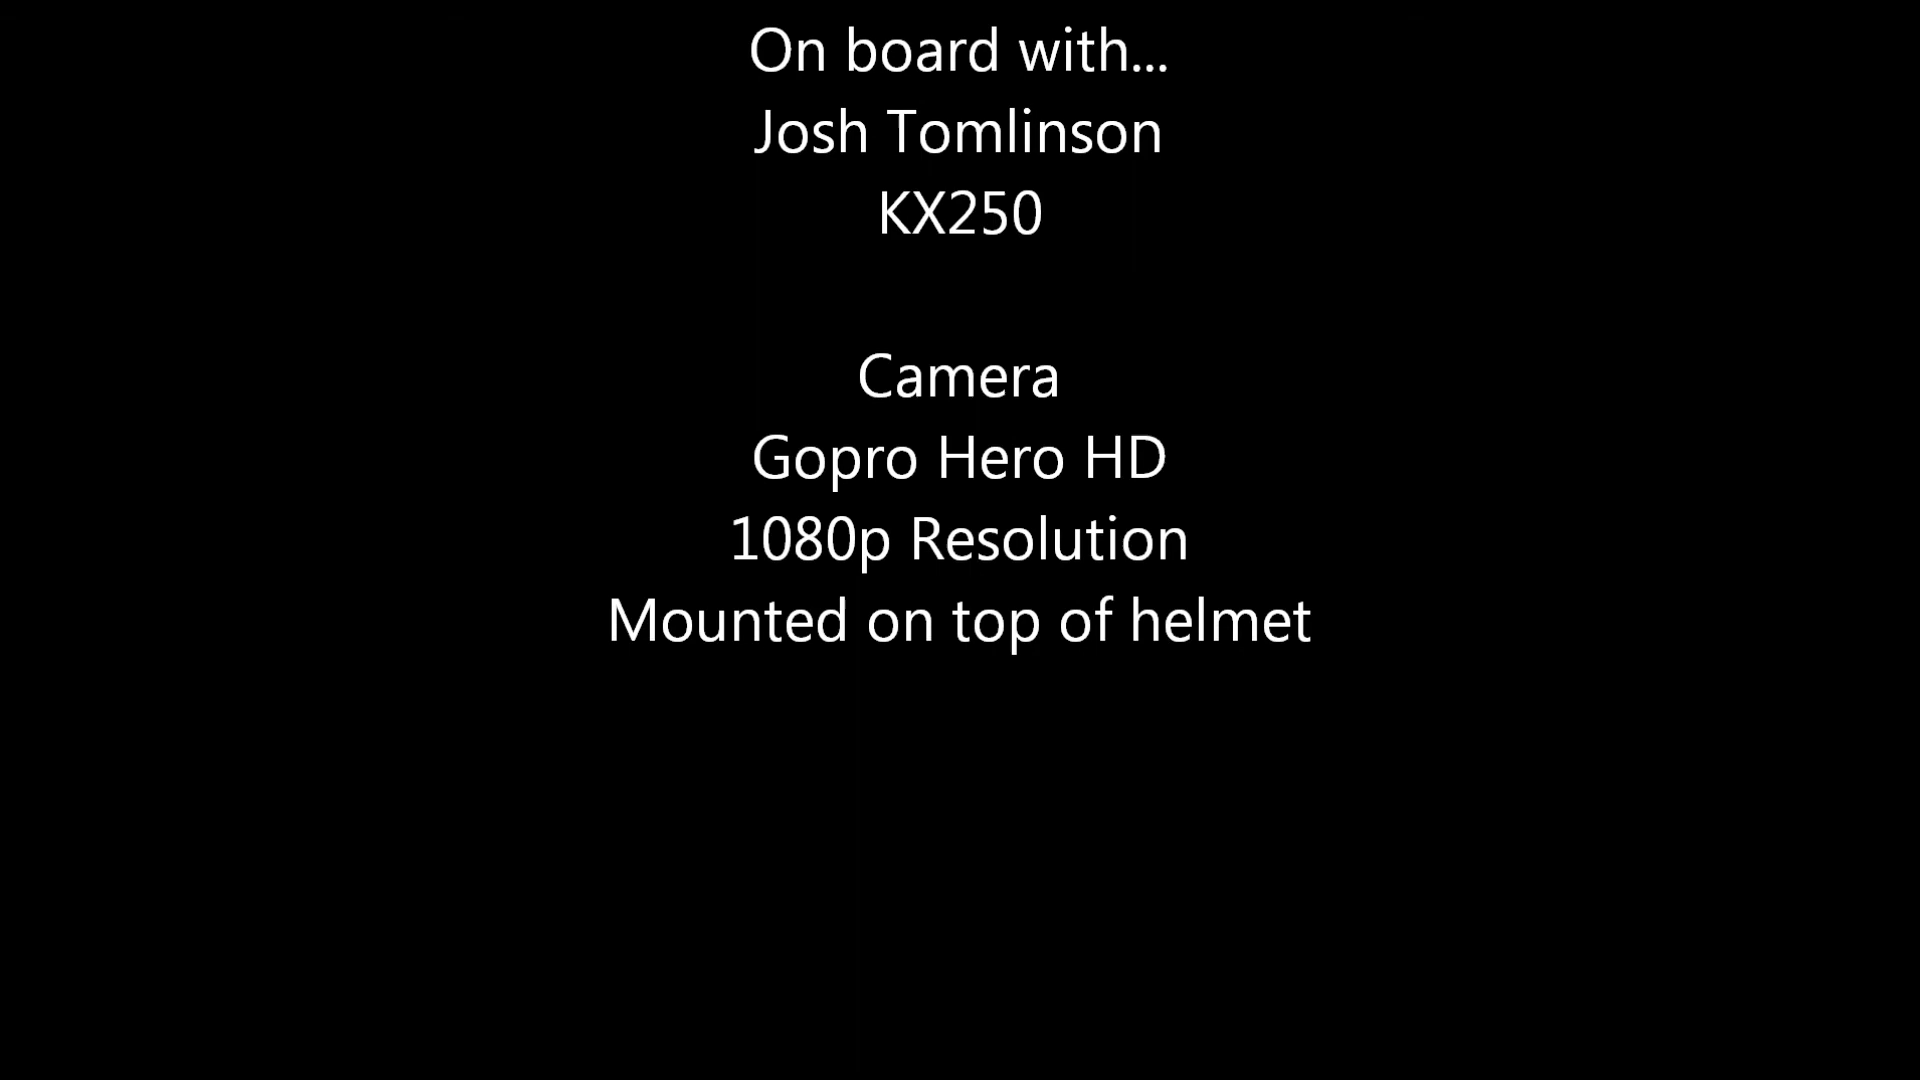 On board with...
Josh Tomlinson
KX250
Camera
Gopro Hero HD
1080p Resolution
Mounted on top of helmet